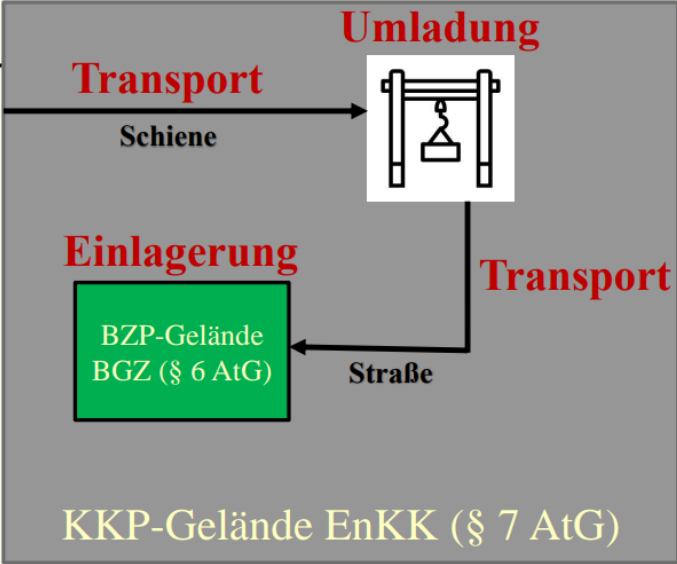 Umladung
Transport
Schiene
Einlagerung
Transport
BZP-Gelände
BGZ (§ 6 AtG)
Straße
KKP-Gelände EnKK (§ 7 AtG)